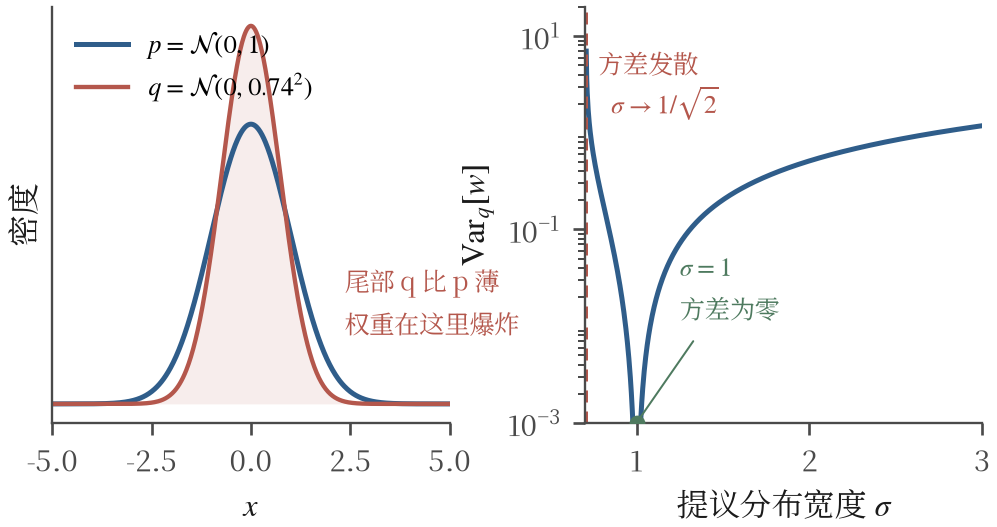 p = 𝒩(0, 1)
q = 𝒩(0, 0.74²)
密度
尾部 q 比 p 薄
权重在这里爆炸
-5.0 -2.5 0.0 2.5 5.0
x
Var_q[w]
10¹
10⁻¹
10⁻³
方差发散
σ → 1/√2
σ = 1
方差为零
1 2 3
提议分布宽度 σ